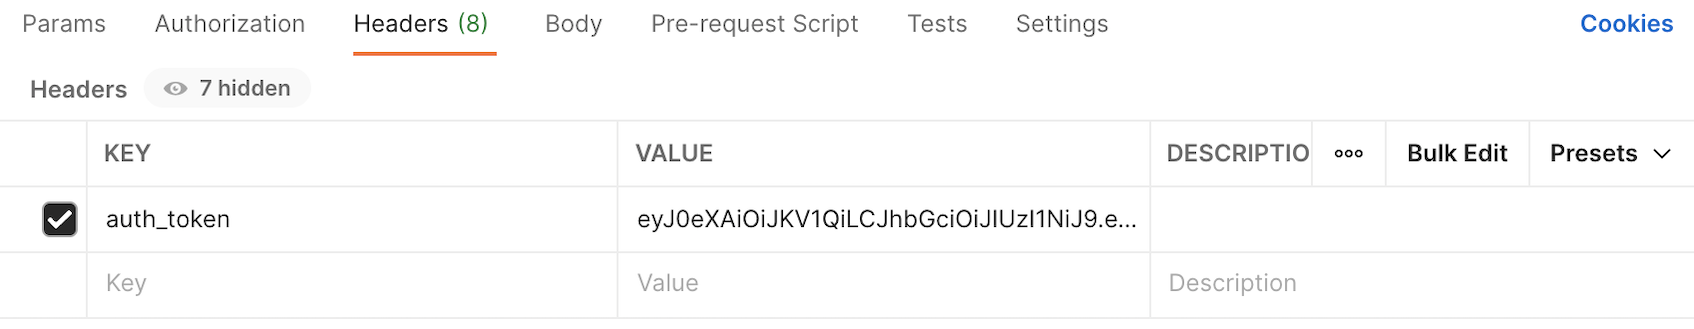 Params Authorization Headers (8) Body Pre-request Script Tests Settings Cookies
Headers 7 hidden
KEY VALUE DESCRIPTIO ooo Bulk Edit Presets
auth_token eyJ0eXAiOiJKV1QiLCJhbGciOiJIUzI1NiJ9.e...
Key Value Description